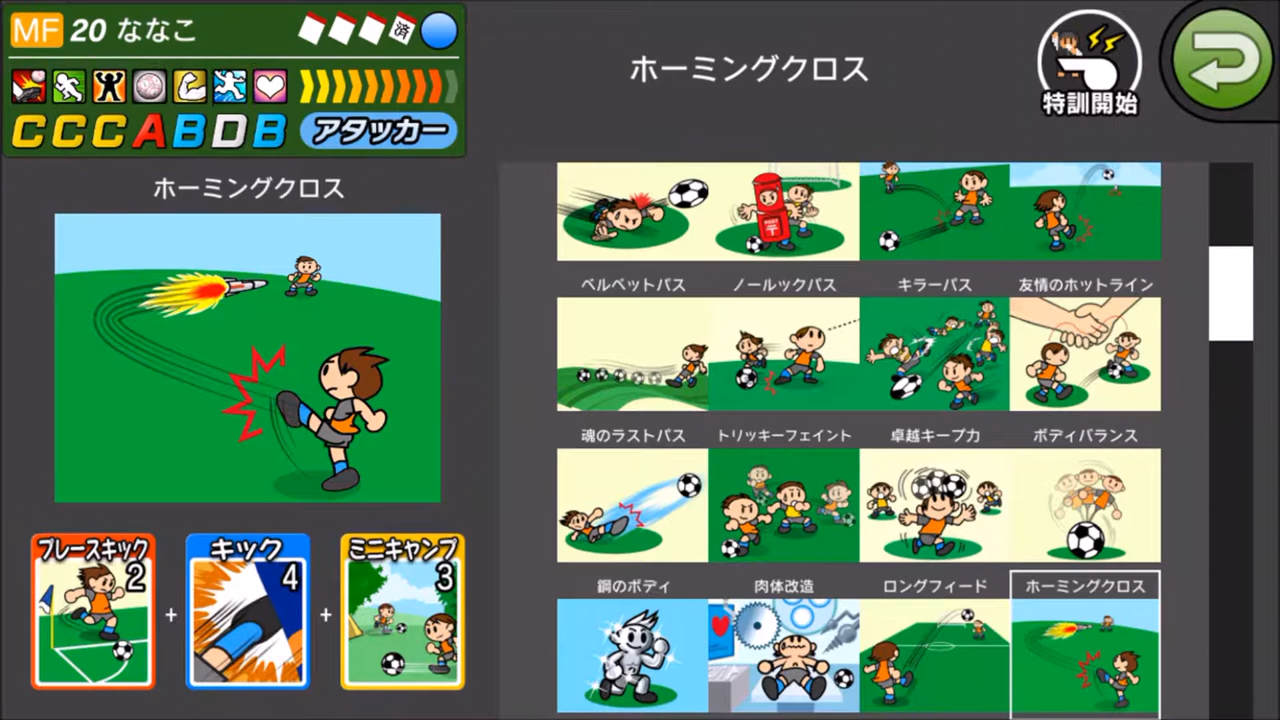 MF 20 ななこ
済
CCCABDB アタッカー
ホーミングクロス
特訓開始
ホーミングクロス
プレースキック 2
+
キック 4
+
ミニキャンプ 3
POST
〒
ベルベットパス ノールックパス キラーパス 友情のホットライン
魂のラストパス トリッキーフェイント 卓越キープ力 ボディバランス
鋼のボディ 肉体改造 ロングフィード ホーミングクロス